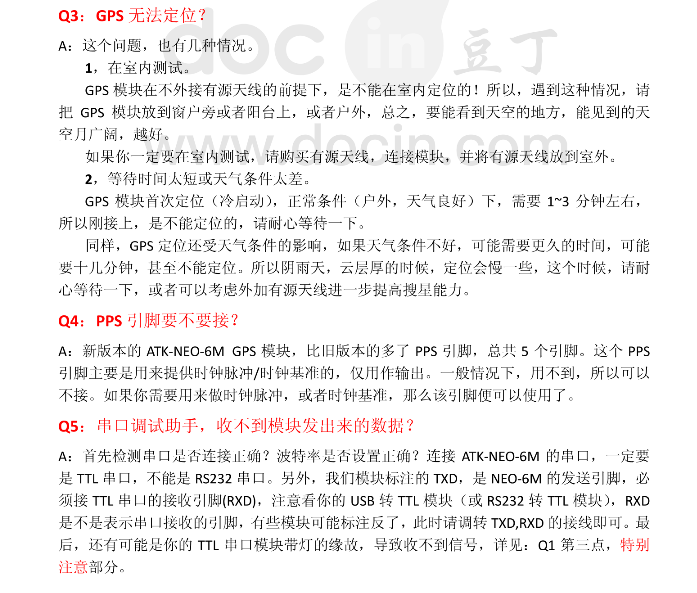 Q3：GPS 无法定位？
A：这个问题，也有几种情况。
1，在室内测试。
GPS 模块在不外接有源天线的前提下，是不能在室内定位的！所以，遇到这种情况，请
把 GPS 模块放到窗户旁或者阳台上，或者户外，总之，要能看到天空的地方，能见到的天
空月广阔，越好。
如果你一定要在室内测试，请购买有源天线，连接模块，并将有源天线放到室外。
2，等待时间太短或天气条件太差。
GPS 模块首次定位（冷启动），正常条件（户外，天气良好）下，需要 1~3 分钟左右，
所以刚接上，是不能定位的，请耐心等待一下。
同样，GPS 定位还受天气条件的影响，如果天气条件不好，可能需要更久的时间，可能
要十几分钟，甚至不能定位。所以阴雨天，云层厚的时候，定位会慢一些，这个时候，请耐
心等待一下，或者可以考虑外加有源天线进一步提高搜星能力。
Q4：PPS 引脚要不要接？
A：新版本的 ATK-NEO-6M GPS 模块，比旧版本的多了 PPS 引脚，总共 5 个引脚。这个 PPS
引脚主要是用来提供时钟脉冲/时钟基准的，仅用作输出。一般情况下，用不到，所以可以
不接。如果你需要用来做时钟脉冲，或者时钟基准，那么该引脚便可以使用了。
Q5：串口调试助手，收不到模块发出来的数据？
A：首先检测串口是否连接正确？波特率是否设置正确？连接 ATK-NEO-6M 的串口，一定要
是 TTL 串口，不能是 RS232 串口。另外，我们模块标注的 TXD，是 NEO-6M 的发送引脚，必
须接 TTL 串口的接收引脚(RXD)，注意看你的 USB 转 TTL 模块（或 RS232 转 TTL 模块），RXD
是不是表示串口接收的引脚，有些模块可能标注反了，此时请调转 TXD,RXD 的接线即可。最
后，还有可能是你的 TTL 串口模块带灯的缘故，导致收不到信号，详见：Q1 第三点，特别
注意部分。
doc in 豆丁
www.docin.com